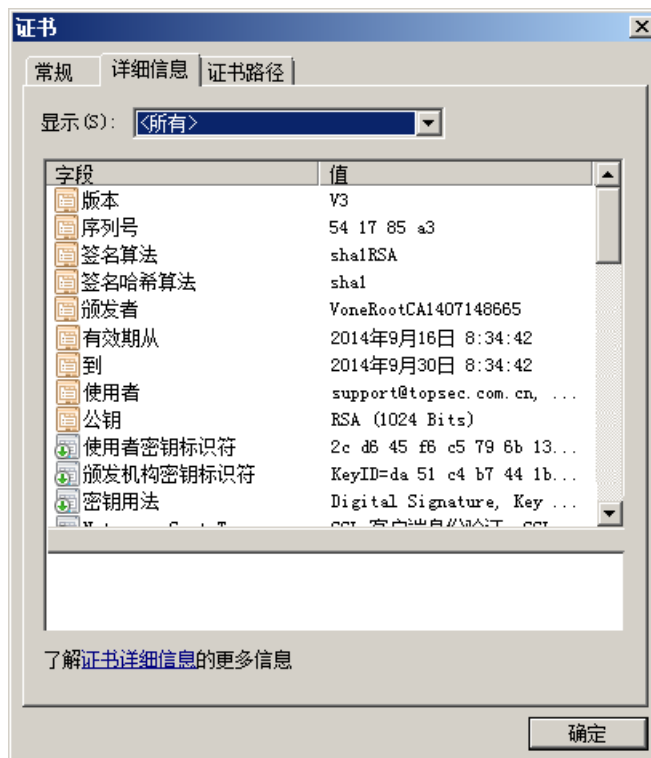 证书
常规 详细信息 证书路径
显示(S): <所有>
字段 值
版本 V3
序列号 54 17 85 a3
签名算法 sha1RSA
签名哈希算法 sha1
颁发者 VoneRootCA1407148665
有效期从 2014年9月16日 8:34:42
到 2014年9月30日 8:34:42
使用者 support@topsec.com.cn, ...
公钥 RSA (1024 Bits)
使用者密钥标识符 2c d6 45 f6 c5 79 6b 13...
颁发机构密钥标识符 KeyID=da 51 c4 b7 44 1b...
密钥用法 Digital Signature, Key ...
了解证书详细信息的更多信息
确定